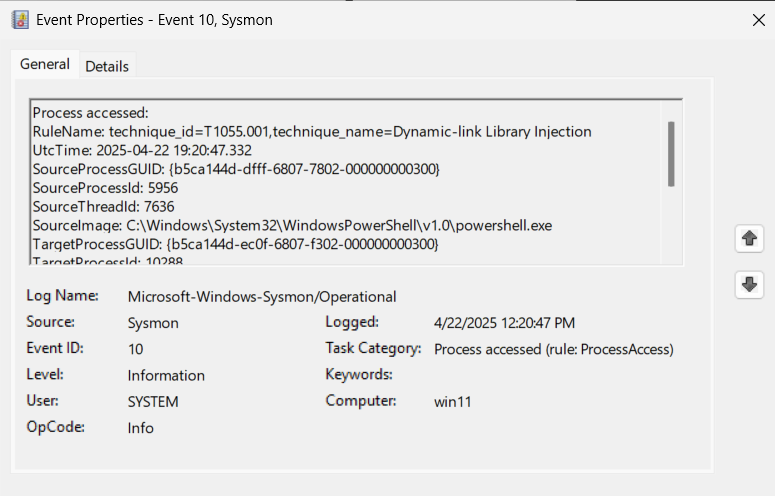 Event Properties - Event 10, Sysmon
General Details
Process accessed:
RuleName: technique_id=T1055.001,technique_name=Dynamic-link Library Injection
UtcTime: 2025-04-22 19:20:47.332
SourceProcessGUID: {b5ca144d-dfff-6807-7802-000000000300}
SourceProcessId: 5956
SourceThreadId: 7636
SourceImage: C:\Windows\System32\WindowsPowerShell\v1.0\powershell.exe
TargetProcessGUID: {b5ca144d-ec0f-6807-f302-000000000300}
TargetProcessId: 10288
Log Name: Microsoft-Windows-Sysmon/Operational
Source: Sysmon Logged: 4/22/2025 12:20:47 PM
Event ID: 10 Task Category: Process accessed (rule: ProcessAccess)
Level: Information Keywords:
User: SYSTEM Computer: win11
OpCode: Info